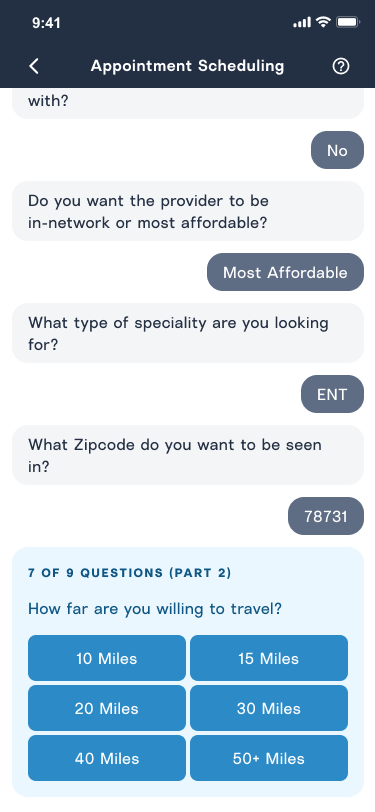 9:41
Appointment Scheduling
with?
No
Do you want the provider to be
in-network or most affordable?
Most Affordable
What type of speciality are you looking
for?
ENT
What Zipcode do you want to be seen
in?
78731
7 OF 9 QUESTIONS (PART 2)
How far are you willing to travel?
10 Miles
15 Miles
20 Miles
30 Miles
40 Miles
50+ Miles